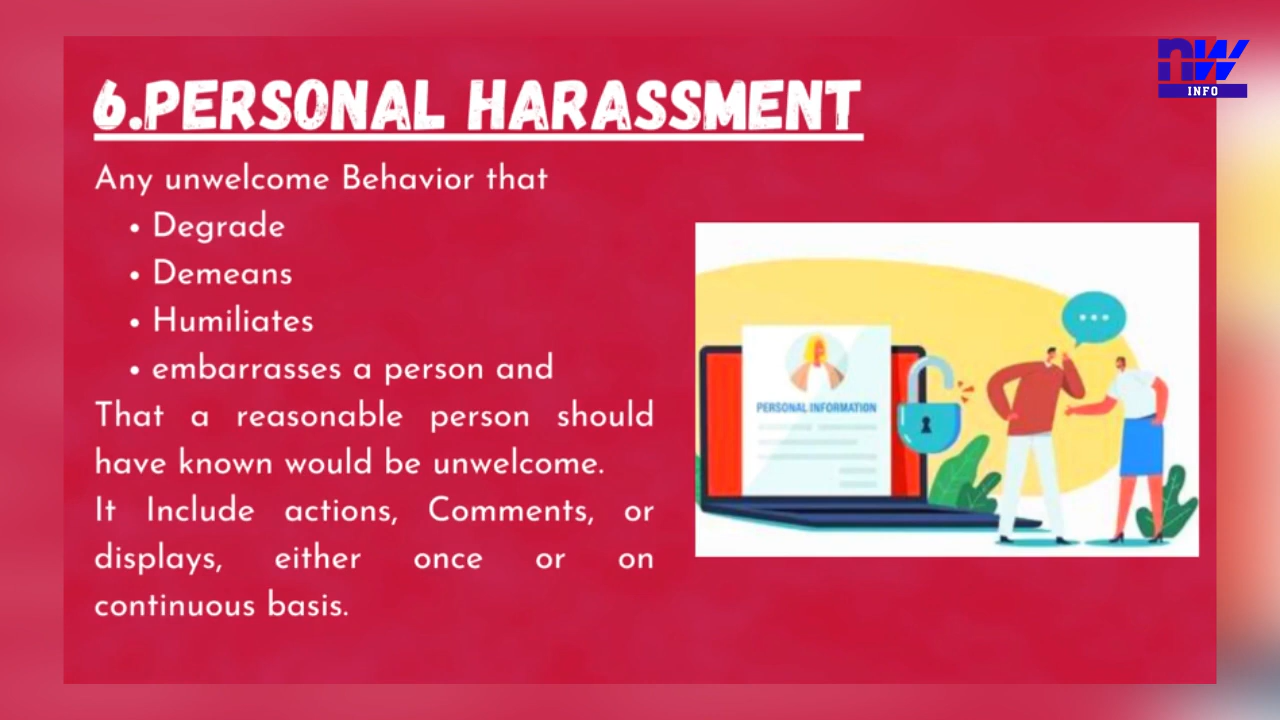 6.PERSONAL HARASSMENT
Any unwelcome Behavior that
• Degrade
• Demeans
• Humiliates
• embarrasses a person and
That a reasonable person should
have known would be unwelcome.
It Include actions, Comments, or
displays, either once or on
continuous basis.
PERSONAL INFORMATION
nw
INFO